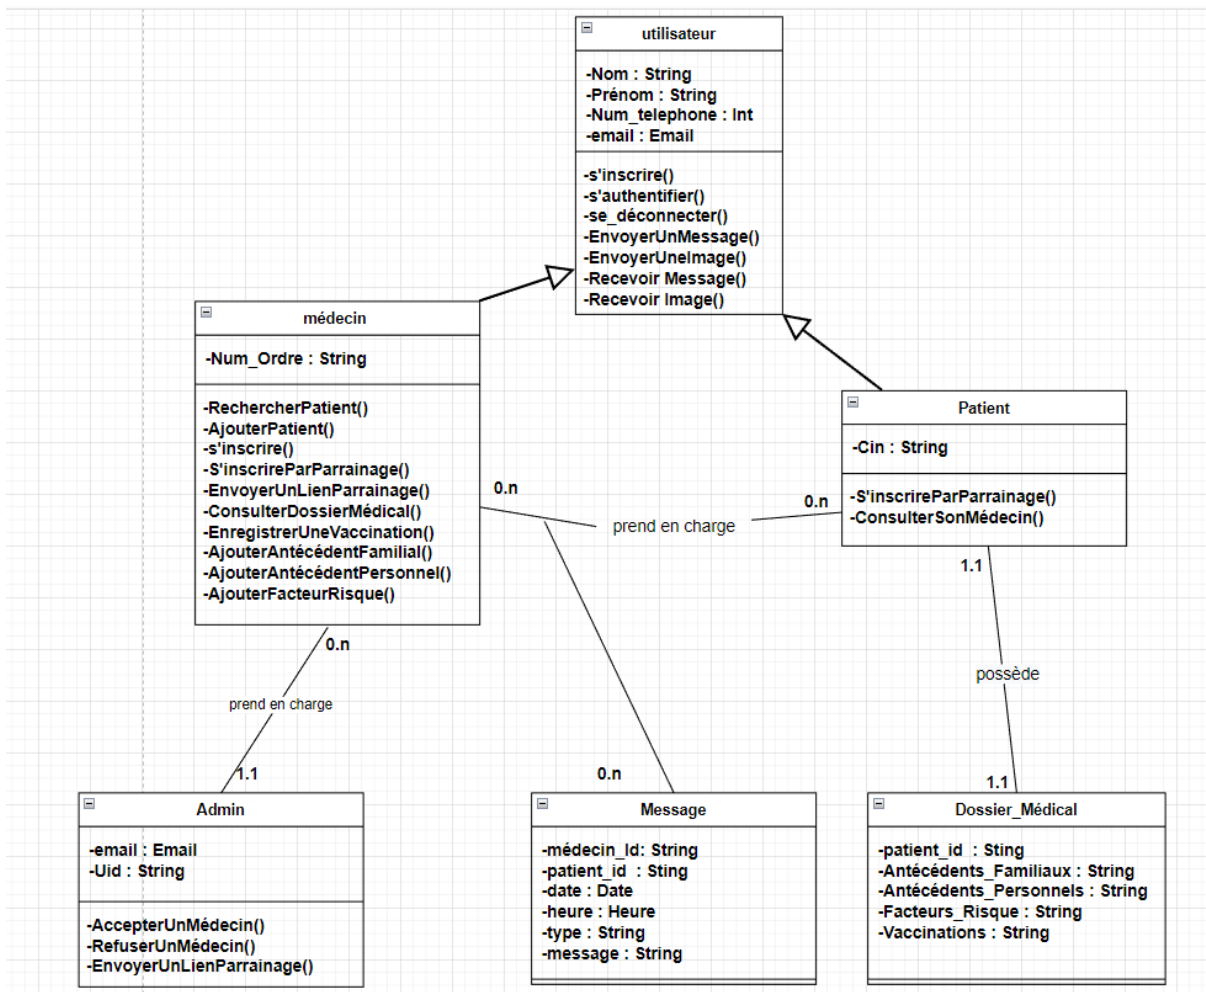 utilisateur
-Nom : String
-Prénom : String
-Num_telephone : Int
-email : Email
-s'inscrire()
-s'authentifier()
-se_déconnecter()
-EnvoyerUnMessage()
-EnvoyerUneImage()
-Recevoir Message()
-Recevoir Image()
médecin
-Num_Ordre : String
-RechercherPatient()
-AjouterPatient()
-s'inscrire()
-S'inscrireParParrainage()
-EnvoyerUnLienParrainage()
-ConsulterDossierMédical()
-EnregistrerUneVaccination()
-AjouterAntécédentFamilial()
-AjouterAntécédentPersonnel()
-AjouterFacteurRisque()
Patient
-Cin : String
-S'inscrireParParrainage()
-ConsulterSonMédecin()
0.n
prend en charge
0.n
0.n
prend en charge
1.1
0.n
1.1
possède
1.1
Admin
-email : Email
-Uid : String
-AccepterUnMédecin()
-RefuserUnMédecin()
-EnvoyerUnLienParrainage()
Message
-médecin_Id: String
-patient_id : Sting
-date : Date
-heure : Heure
-type : String
-message : String
Dossier_Médical
-patient_id : Sting
-Antécédents_Familiaux : String
-Antécédents_Personnels : String
-Facteurs_Risque : String
-Vaccinations : String